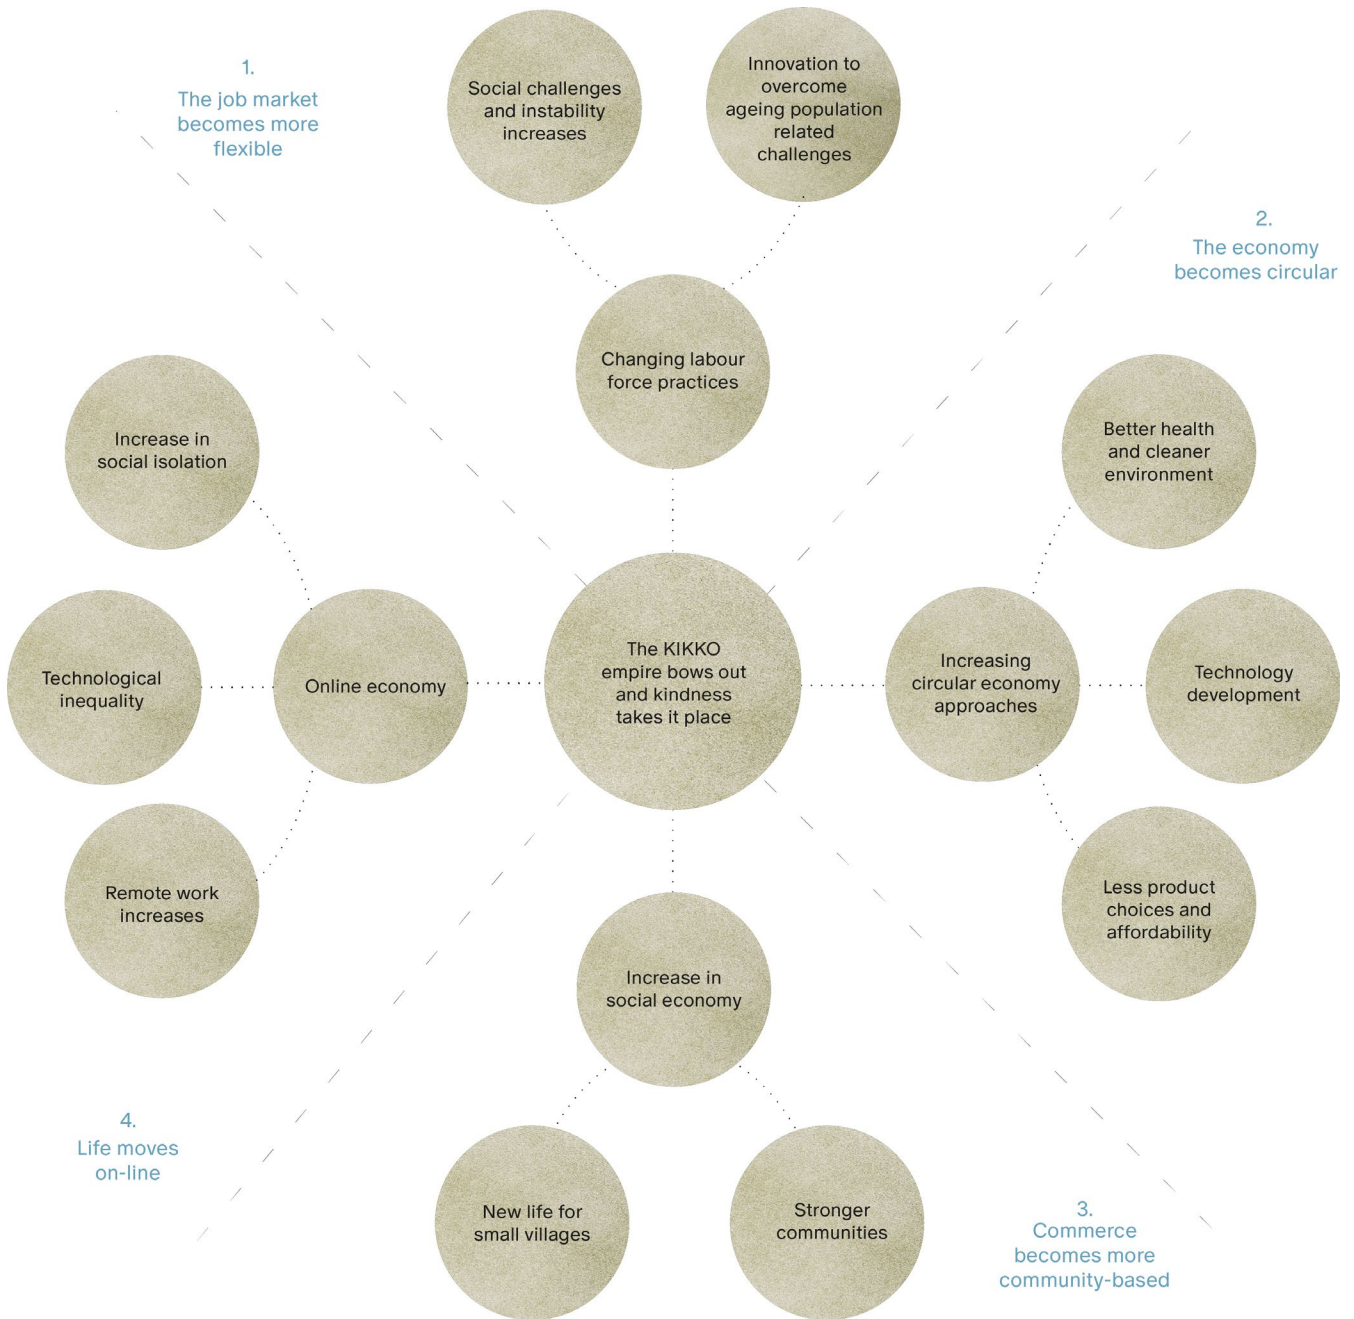 1.
The job market
becomes more
flexible
Social challenges
and instability
increases
Innovation to
overcome
ageing population
related
challenges
Changing labour
force practices
2.
The economy
becomes circular
Better health
and cleaner
environment
Increasing
circular economy
approaches
Technology
development
Less product
choices and
affordability
The KIKKO
empire bows out
and kindness
takes it place
Increase in
social isolation
Technological
inequality
Online economy
Remote work
increases
Increase in
social economy
New life for
small villages
Stronger
communities
3.
Commerce
becomes more
community-based
4.
Life moves
on-line